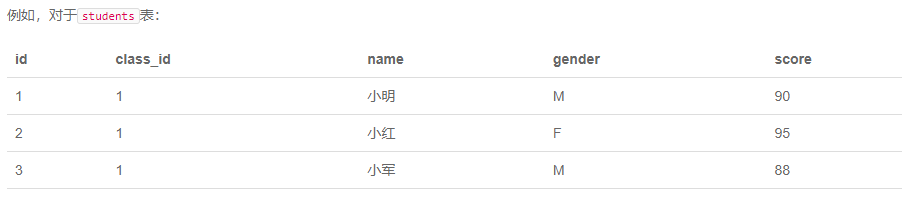 例如，对于students表：
id class_id name gender score
1 1 小明 M 90
2 1 小红 F 95
3 1 小军 M 88